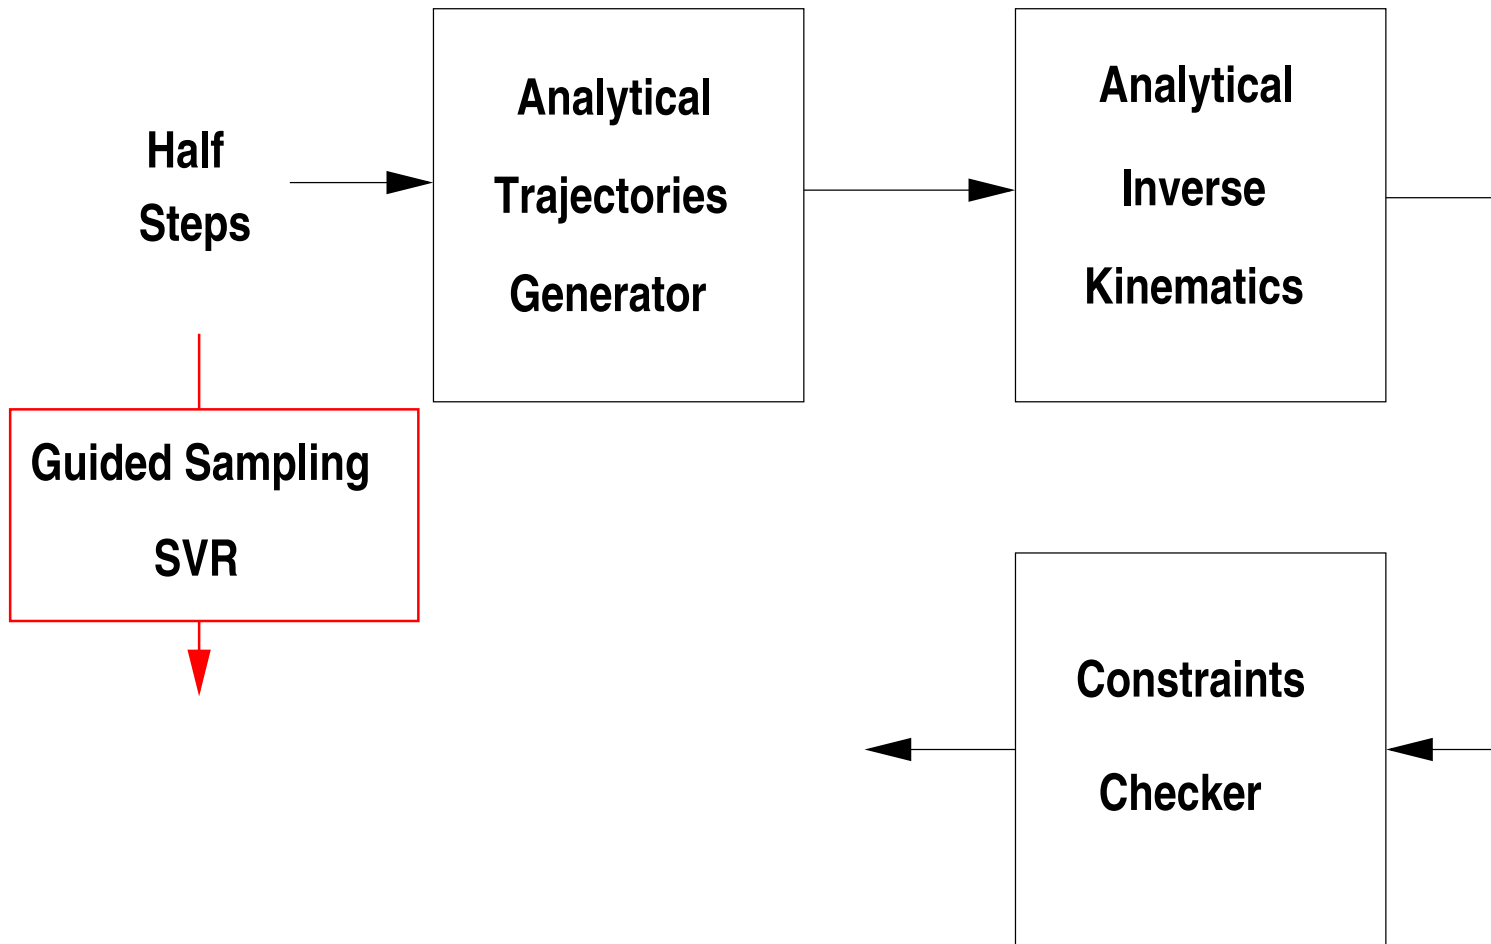 Half
Steps
Analytical
Trajectories
Generator
Analytical
Inverse
Kinematics
Guided Sampling
SVR
Constraints
Checker